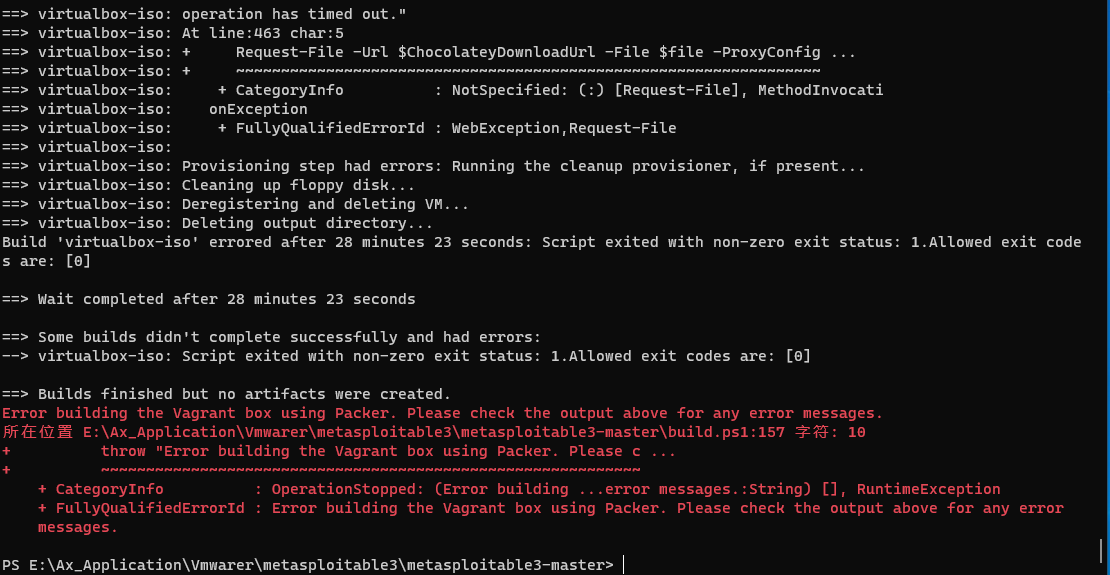 ==> virtualbox-iso: operation has timed out."
==> virtualbox-iso: At line:463 char:5
==> virtualbox-iso: +     Request-File -Url $ChocolateyDownloadUrl -File $file -ProxyConfig ...
==> virtualbox-iso: +     ~~~~~~~~~~~~~~~~~~~~~~~~~~~~~~~~~~~~~~~~~~~~~~~~~~~~~~~~~~~~~~~~~
==> virtualbox-iso:     + CategoryInfo          : NotSpecified: (:) [Request-File], MethodInvocati
==> virtualbox-iso:    onException
==> virtualbox-iso:     + FullyQualifiedErrorId : WebException,Request-File
==> virtualbox-iso:
==> virtualbox-iso: Provisioning step had errors: Running the cleanup provisioner, if present...
==> virtualbox-iso: Cleaning up floppy disk...
==> virtualbox-iso: Deregistering and deleting VM...
==> virtualbox-iso: Deleting output directory...
Build 'virtualbox-iso' errored after 28 minutes 23 seconds: Script exited with non-zero exit status: 1.Allowed exit code
s are: [0]

==> Wait completed after 28 minutes 23 seconds

==> Some builds didn't complete successfully and had errors:
--> virtualbox-iso: Script exited with non-zero exit status: 1.Allowed exit codes are: [0]

==> Builds finished but no artifacts were created.
Error building the Vagrant box using Packer. Please check the output above for any error messages.
所在位置 E:\Ax_Application\Vmwarer\metasploitable3\metasploitable3-master\build.ps1:157 字符: 10
+          throw "Error building the Vagrant box using Packer. Please c ...
+          ~~~~~~~~~~~~~~~~~~~~~~~~~~~~~~~~~~~~~~~~~~~~~~~~~~~~~~~~~~~~
    + CategoryInfo          : OperationStopped: (Error building ...error messages.:String) [], RuntimeException
    + FullyQualifiedErrorId : Error building the Vagrant box using Packer. Please check the output above for any error
    messages.

PS E:\Ax_Application\Vmwarer\metasploitable3\metasploitable3-master>